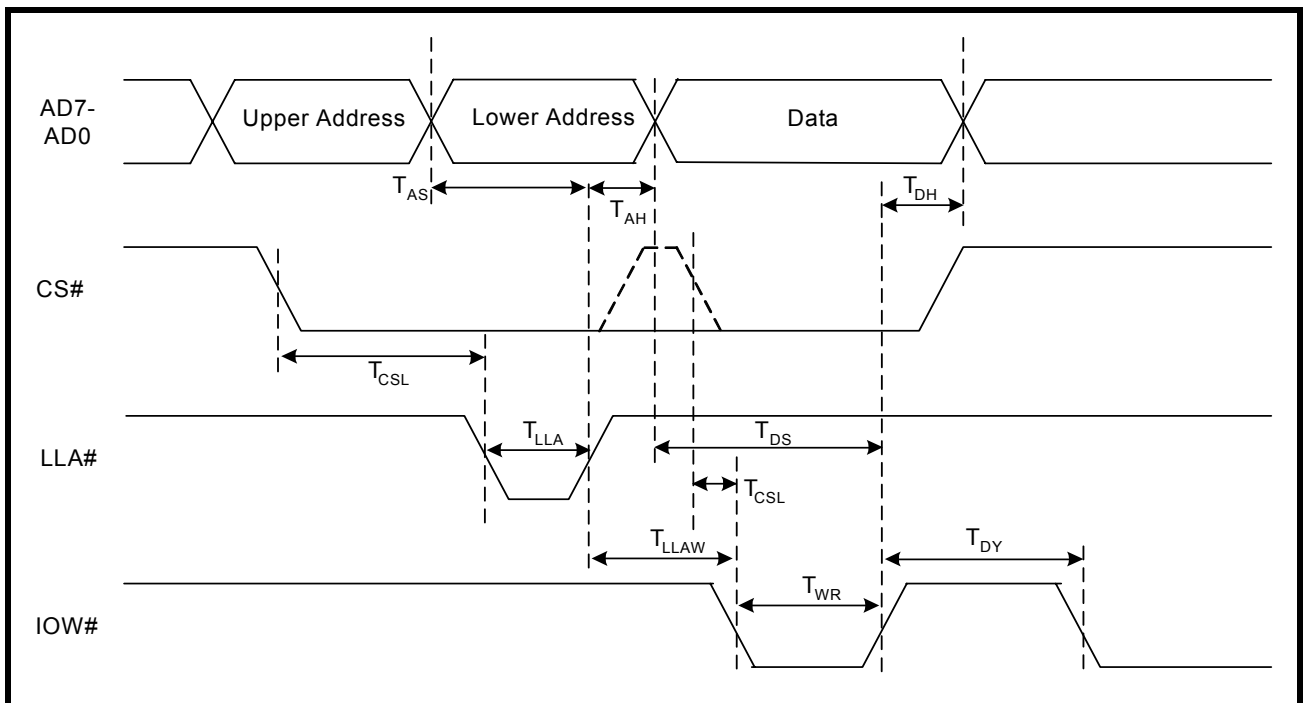 AD7-
AD0
Upper Address
Lower Address
Data
TAS
TAH
TDH
CS#
TCSL
LLA#
TLLA
TDS
TCSL
TLLAW
TDY
TWR
IOW#